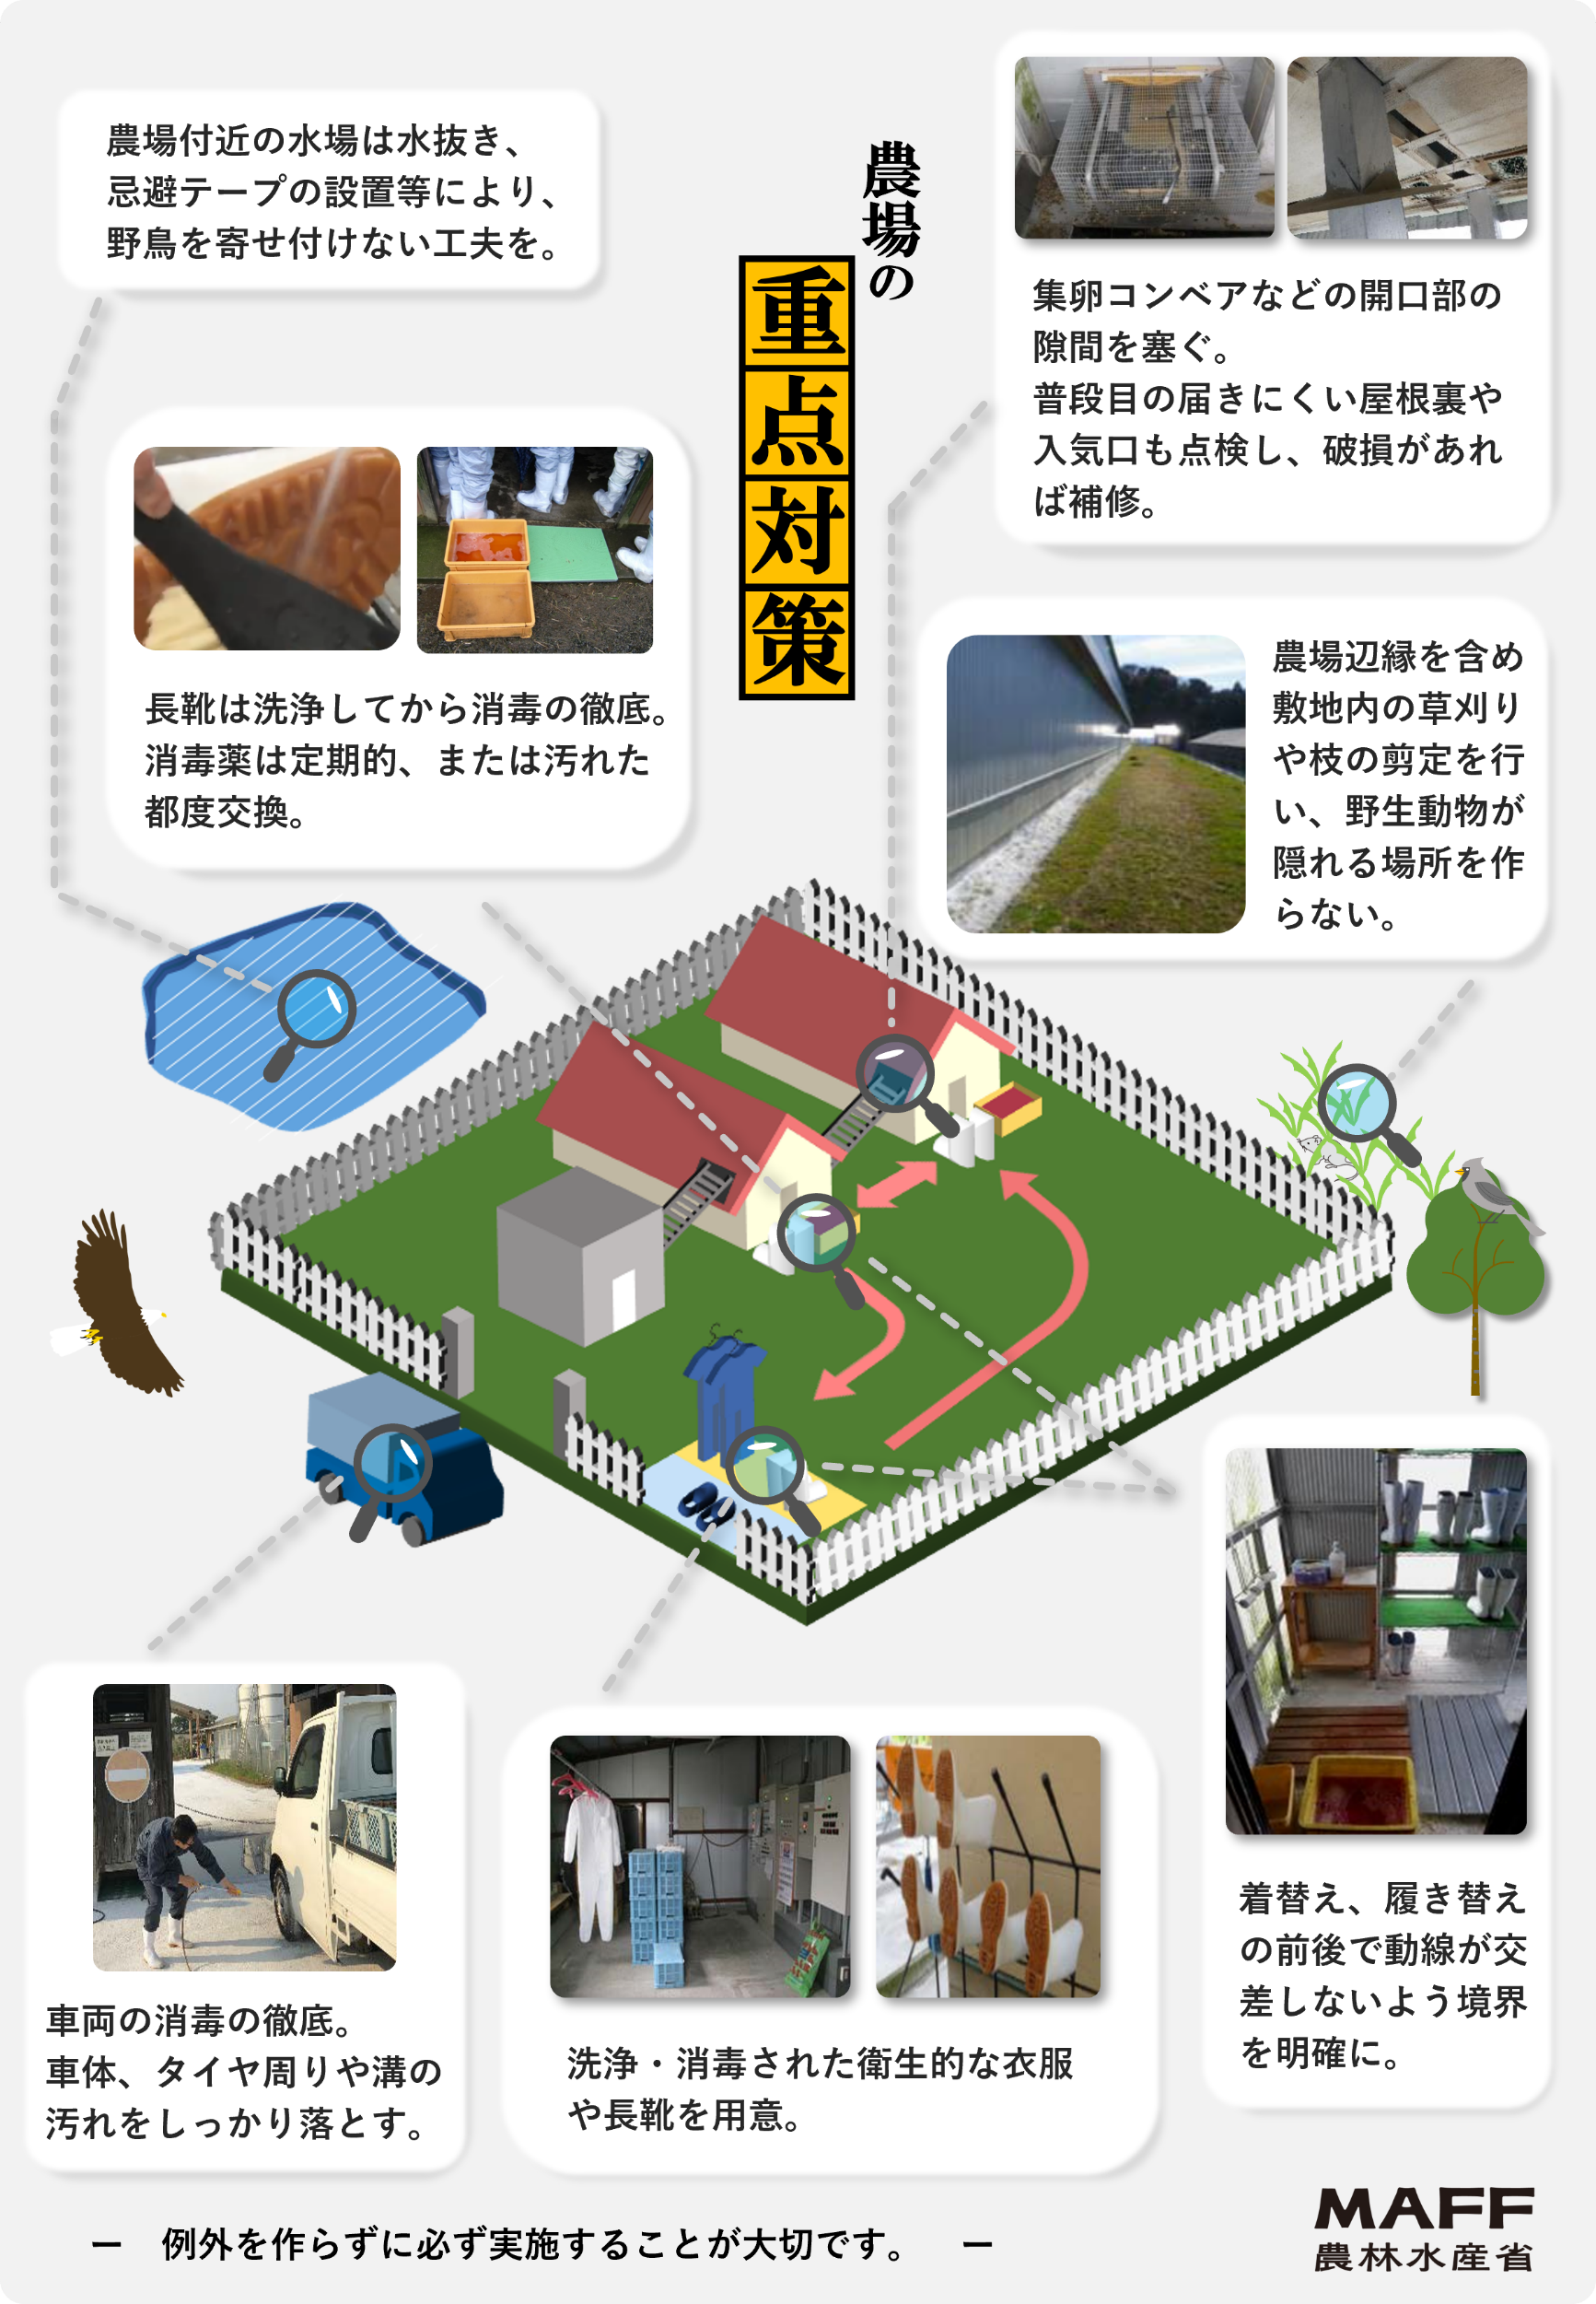 農場の
重点対策
農場付近の水場は水抜き、
忌避テープの設置等により、
野鳥を寄せ付けない工夫を。
集卵コンベアなどの開口部の
隙間を塞ぐ。
普段目の届きにくい屋根裏や
入気口も点検し、破損があれ
ば補修。
長靴は洗浄してから消毒の徹底。
消毒薬は定期的、または汚れた
都度交換。
農場辺縁を含め
敷地内の草刈り
や枝の剪定を行
い、野生動物が
隠れる場所を作
らない。
車両の消毒の徹底。
車体、タイヤ周りや溝の
汚れをしっかり落とす。
洗浄・消毒された衛生的な衣服
や長靴を用意。
着替え、履き替え
の前後で動線が交
差しないよう境界
を明確に。
ー 例外を作らずに必ず実施することが大切です。 ー
MAFF
農林水産省